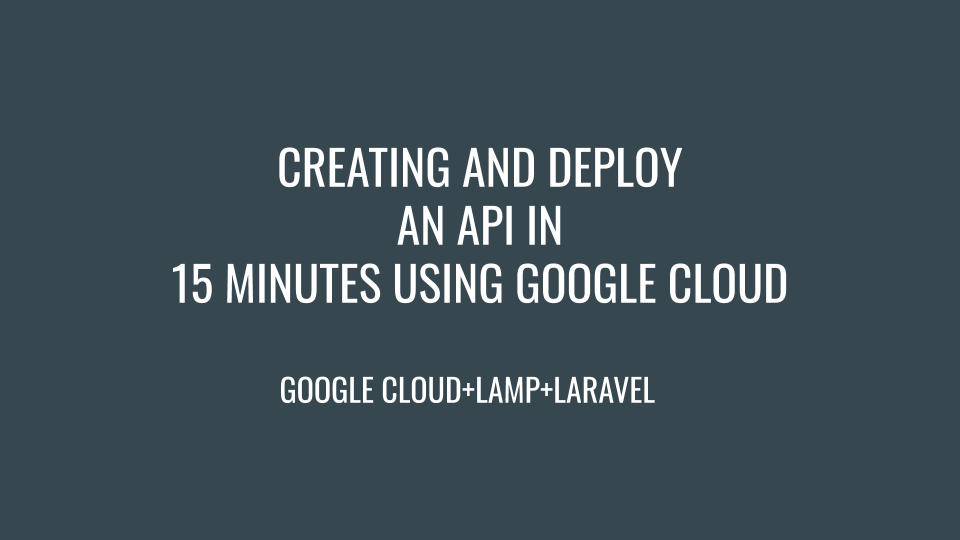 CREATING AND DEPLOY
AN API IN
15 MINUTES USING GOOGLE CLOUD
GOOGLE CLOUD+LAMP+LARAVEL